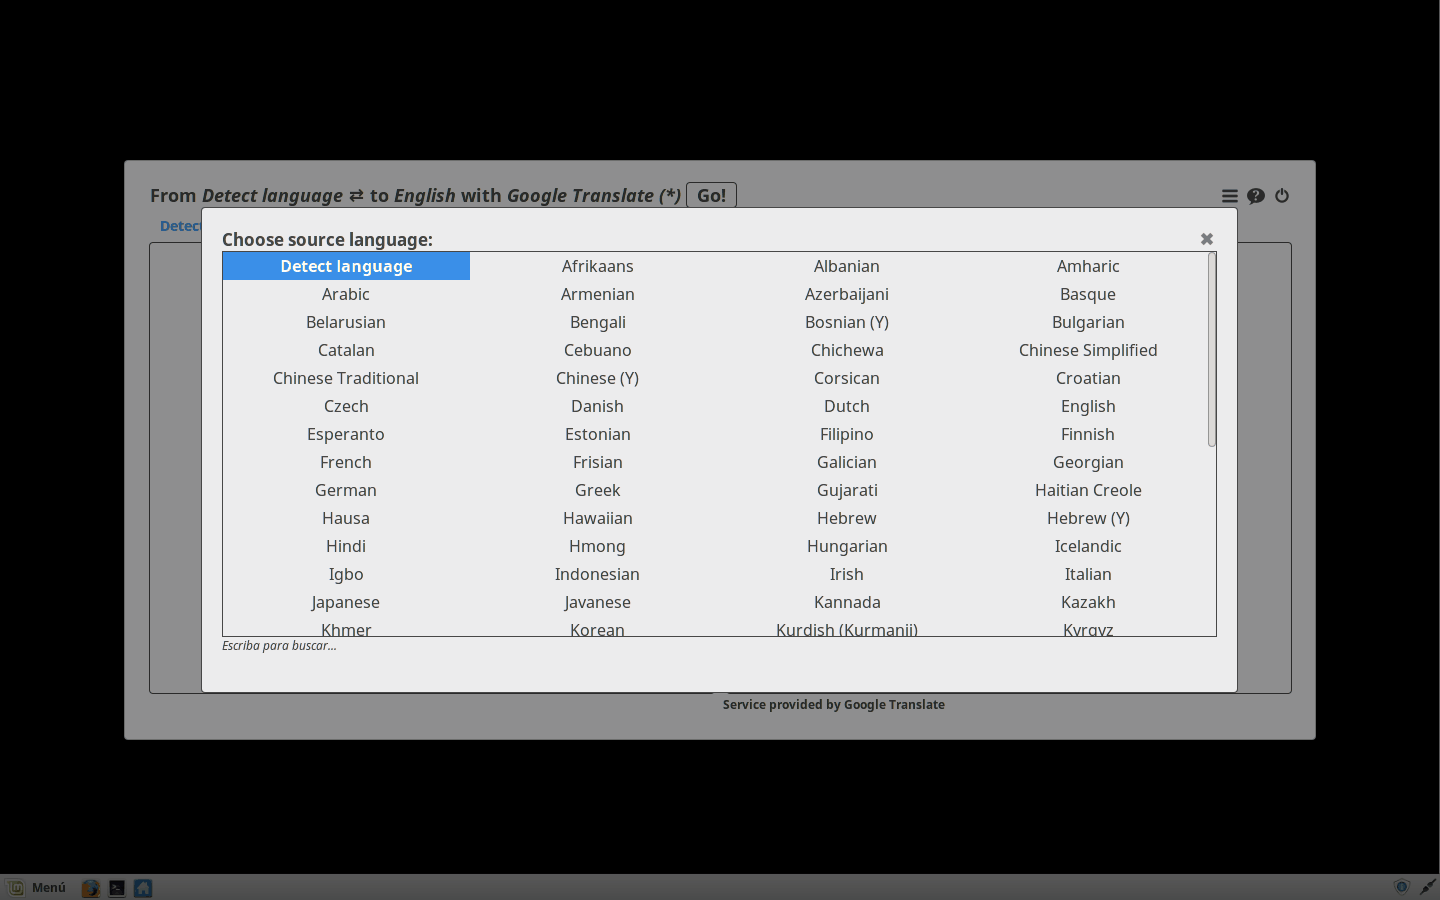 From Detect language ⇄ to English with Google Translate (*) Go!
Choose source language:
Detect language Afrikaans Albanian Amharic
Arabic Armenian Azerbaijani Basque
Belarusian Bengali Bosnian (Y) Bulgarian
Catalan Cebuano Chichewa Chinese Simplified
Chinese Traditional Chinese (Y) Corsican Croatian
Czech Danish Dutch English
Esperanto Estonian Filipino Finnish
French Frisian Galician Georgian
German Greek Gujarati Haitian Creole
Hausa Hawaiian Hebrew Hebrew (Y)
Hindi Hmong Hungarian Icelandic
Igbo Indonesian Irish Italian
Japanese Javanese Kannada Kazakh
Khmer Korean Kurdish (Kurmanji) Kyrgyz
Escriba para buscar...
Service provided by Google Translate
Menú